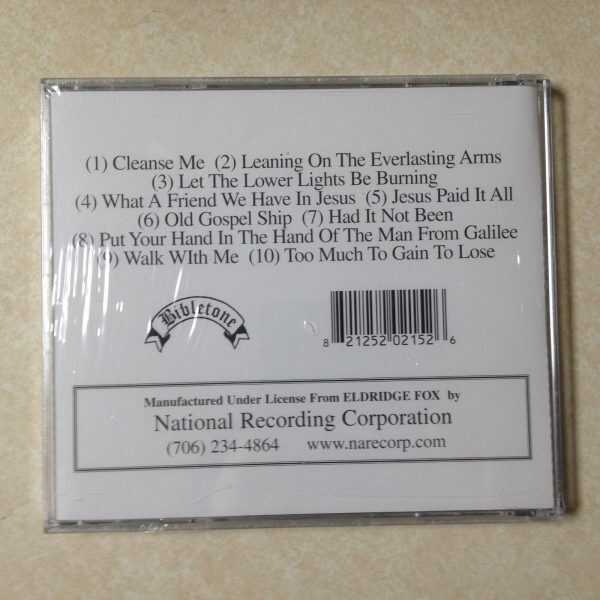 (1) Cleanse Me (2) Leaning On The Everlasting Arms
(3) Let The Lower Lights Be Burning
(4) What A Friend We Have In Jesus (5) Jesus Paid It All
(6) Old Gospel Ship (7) Had It Not Been
(8) Put Your Hand In The Hand Of The Man From Galilee
(9) Walk WIth Me (10) Too Much To Gain To Lose
Bibletone
8 21252 02152 6
Manufactured Under License From ELDRIDGE FOX by
National Recording Corporation
(706) 234-4864 www.narecorp.com